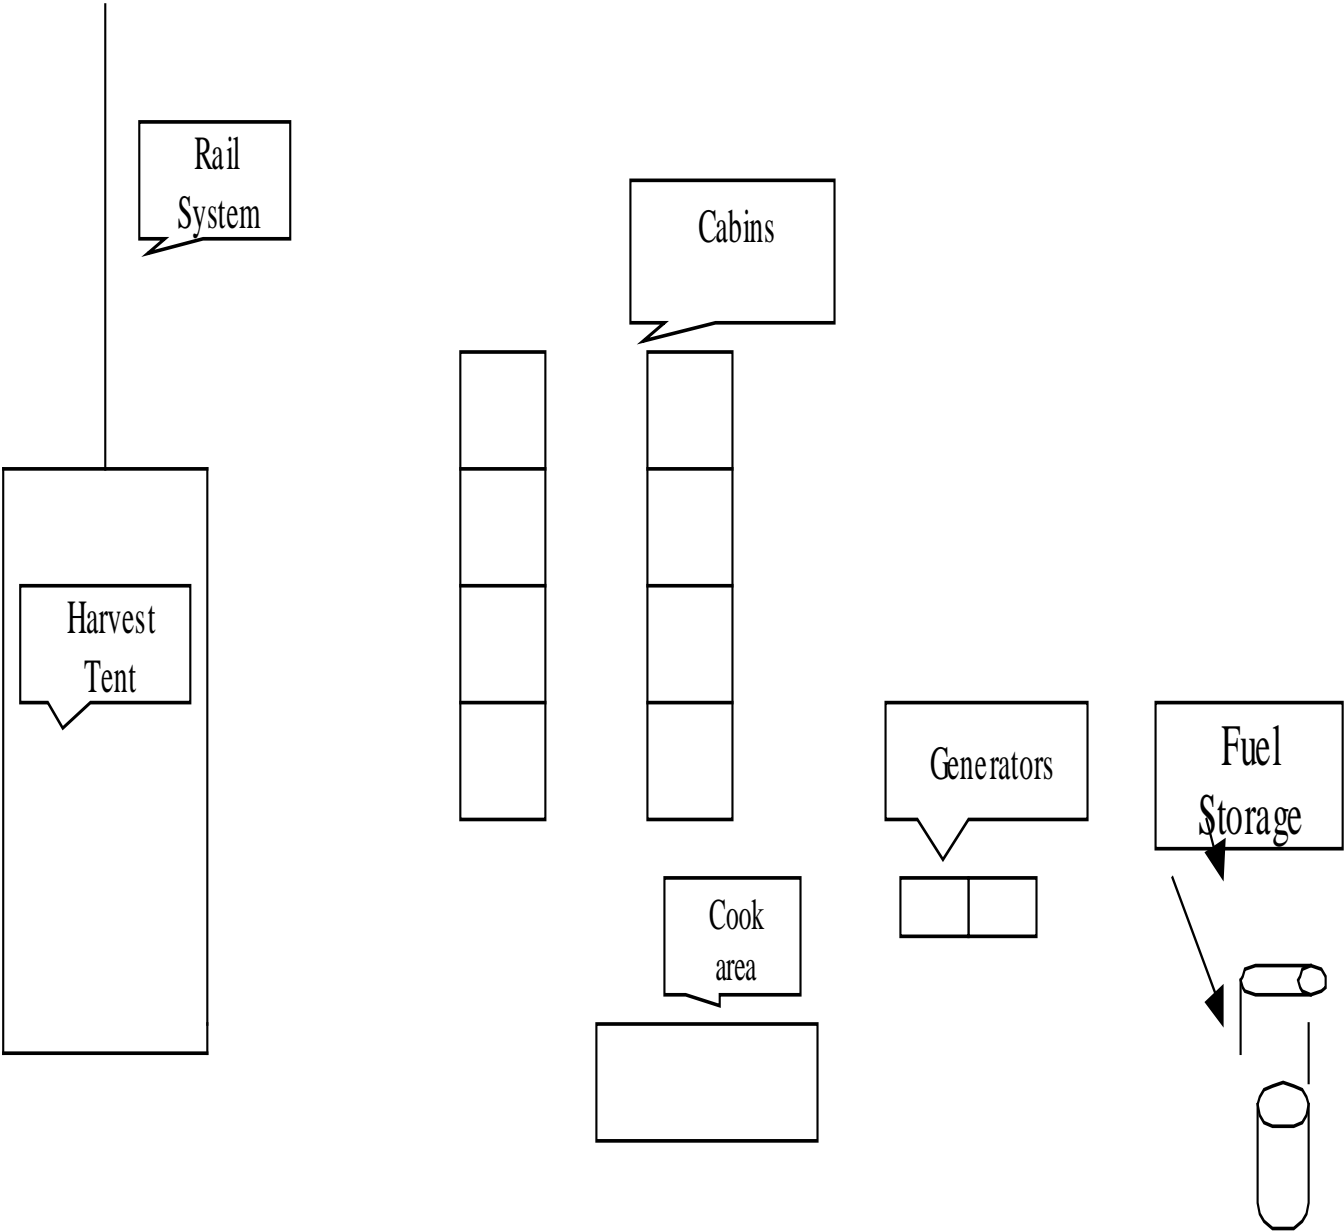 Rail
System
Cabins
Harvest
Tent
Generators
Fuel
Storage
Cook
area